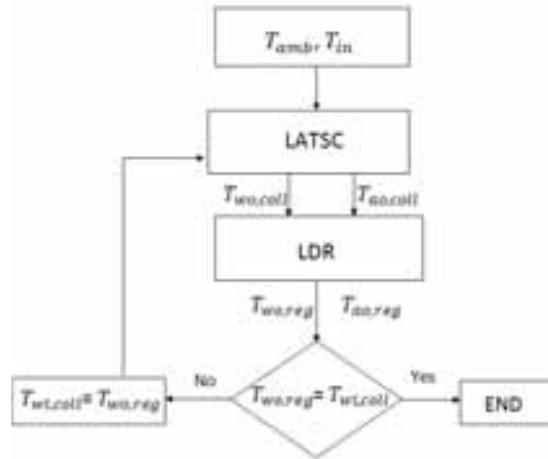 T_amb, T_in
LATSC
T_wo,coll T_ao,coll
LDR
T_wo,reg T_ao,reg
No
Yes
T_wi,coll = T_wo,reg
T_wo,reg = T_wi,coll
END